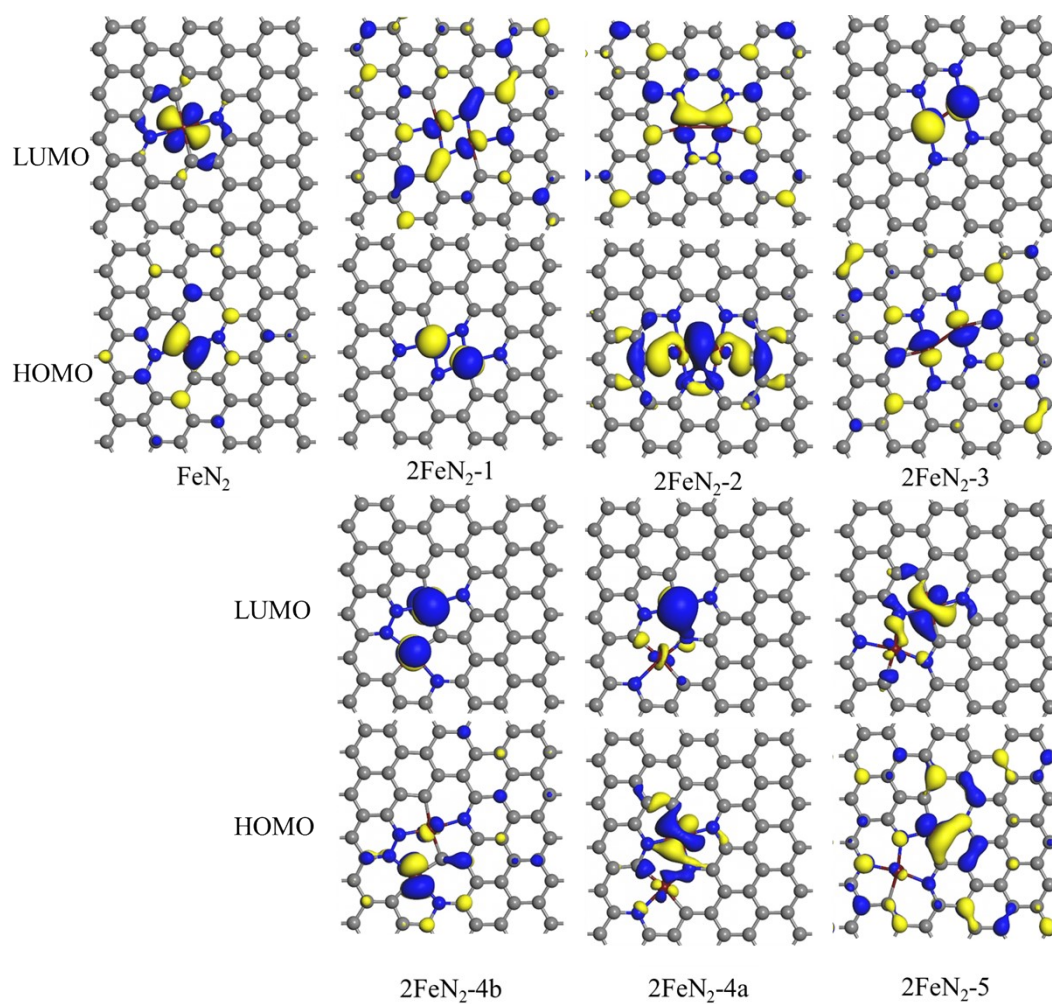 LUMO
HOMO
FeN₂ 2FeN₂-1 2FeN₂-2 2FeN₂-3
LUMO
HOMO
2FeN₂-4b 2FeN₂-4a 2FeN₂-5